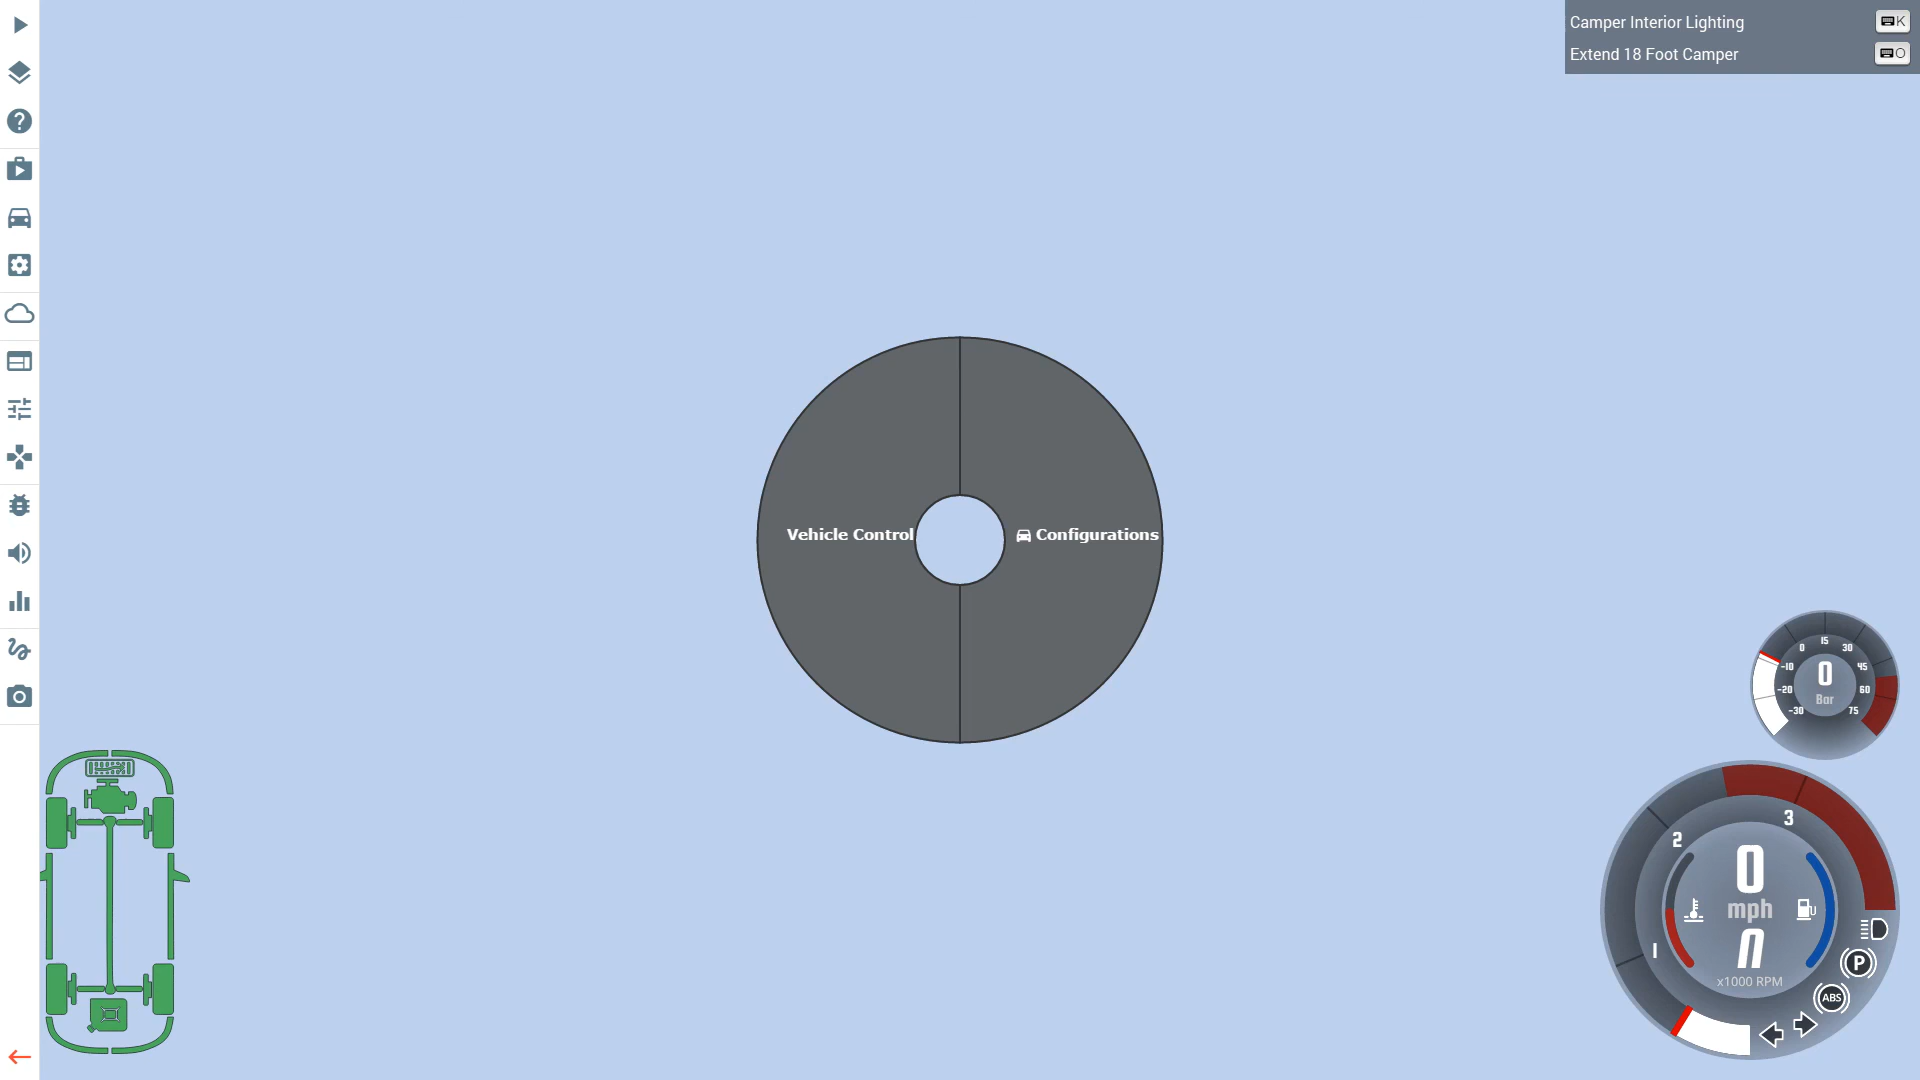 Camper Interior Lighting K
Extend 18 Foot Camper O
Vehicle Control
Configurations
15
0 30
-10 45
0
-20 60
Bar
-30 75
3
2
0
mph
1
n
P
x1000 RPM
ABS